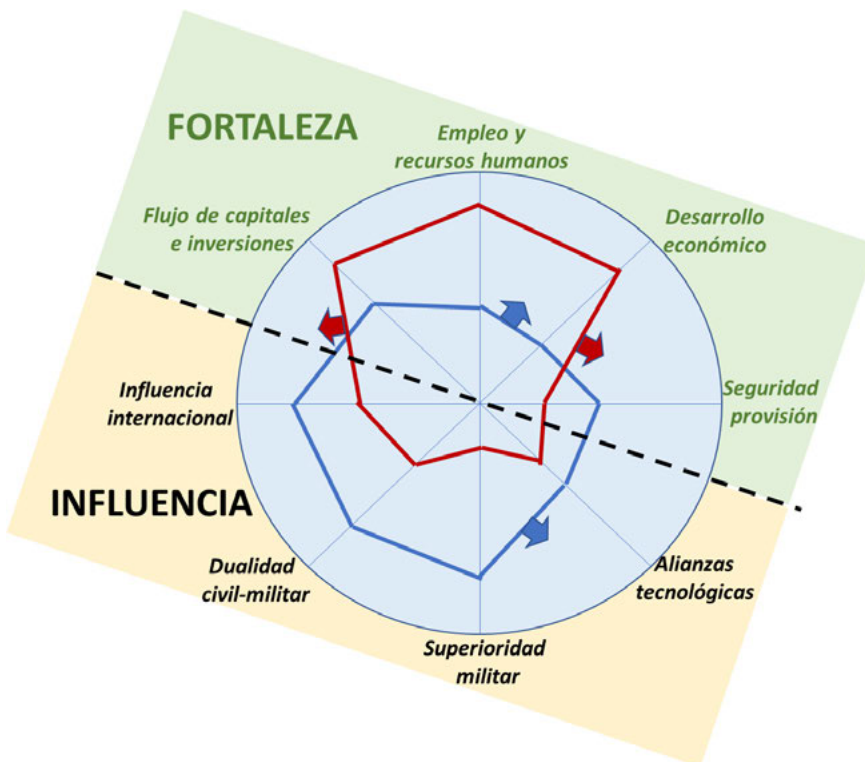 FORTALEZA
Empleo y
recursos humanos
Flujo de capitales
e inversiones
Desarrollo
económico
Influencia
internacional
Seguridad
provisión
INFLUENCIA
Dualidad
civil-militar
Alianzas
tecnológicas
Superioridad
militar